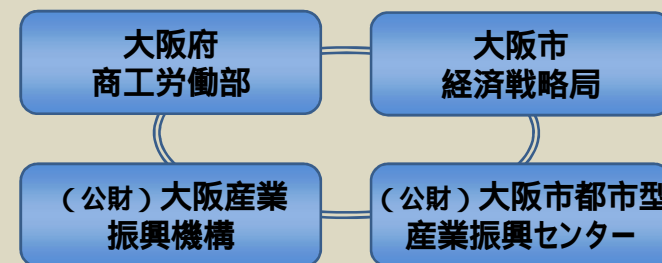 大阪府
商工労働部
大阪市
経済戦略局
（公財）大阪産業
振興機構
（公財）大阪市都市型
産業振興センター